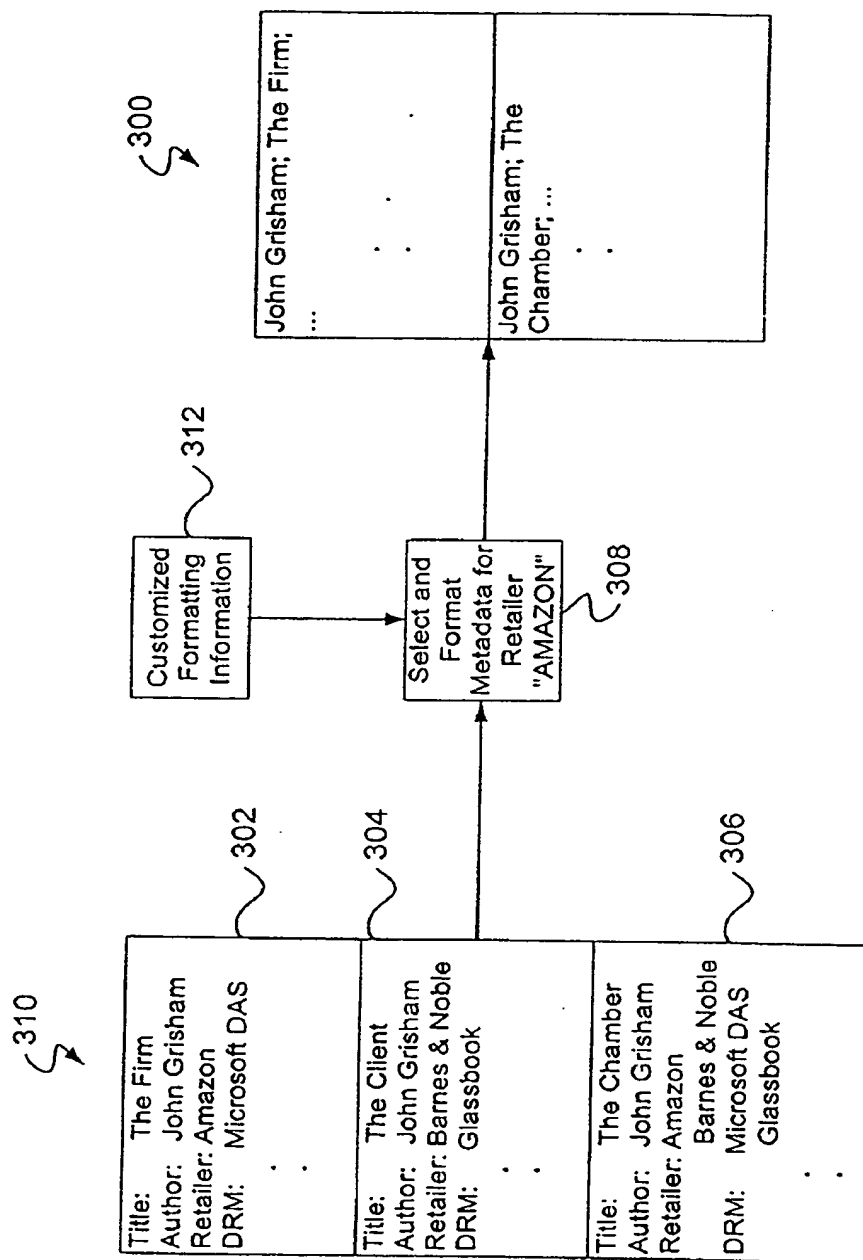 310
Title: The Firm
Author: John Grisham
Retailer: Amazon
DRM: Microsoft DAS
302
Title: The Client
Author: John Grisham
Retailer: Barnes & Noble
DRM: Glassbook
304
Title: The Chamber
Author: John Grisham
Retailer: Amazon
Barnes & Noble
DRM: Microsoft DAS
Glassbook
306
Customized
Formatting
Information
312
Select and
Format
Metadata for
Retailer
"AMAZON"
308
300
John Grisham; The Firm;
...
John Grisham; The
Chamber; ...